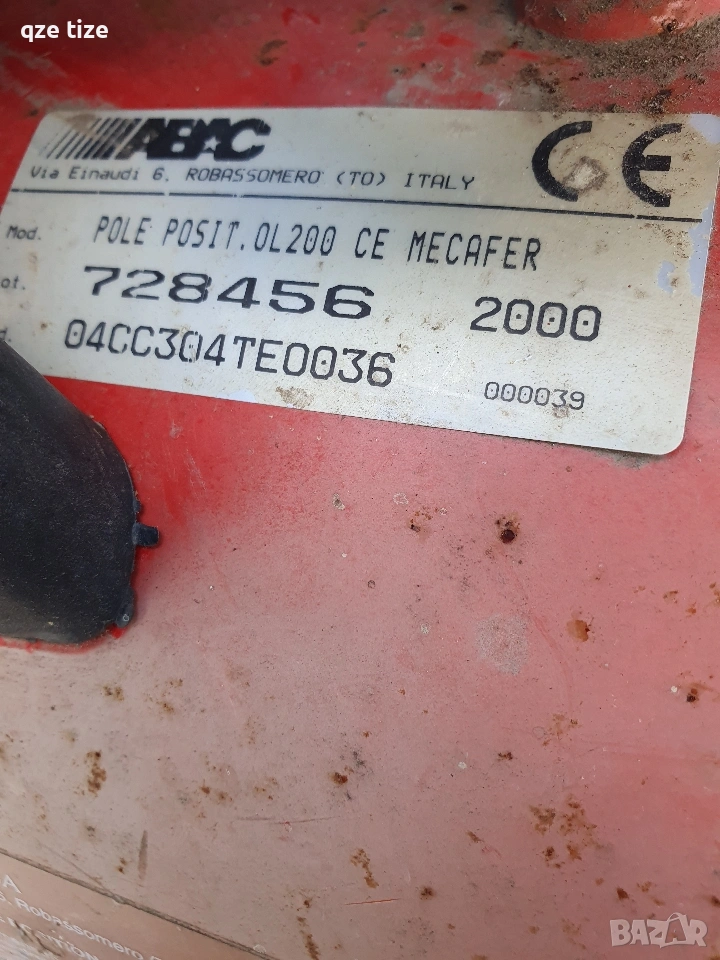 qze tize
ABAC
CE
Via Einaudi 6. ROBASSOMERO (TO) ITALY
Mod. POLE POSIT.OL200 CE MECAFER
ot. 728456 2000
d. 04CC304TE0036 000039
A
Robassomero
BAZAR